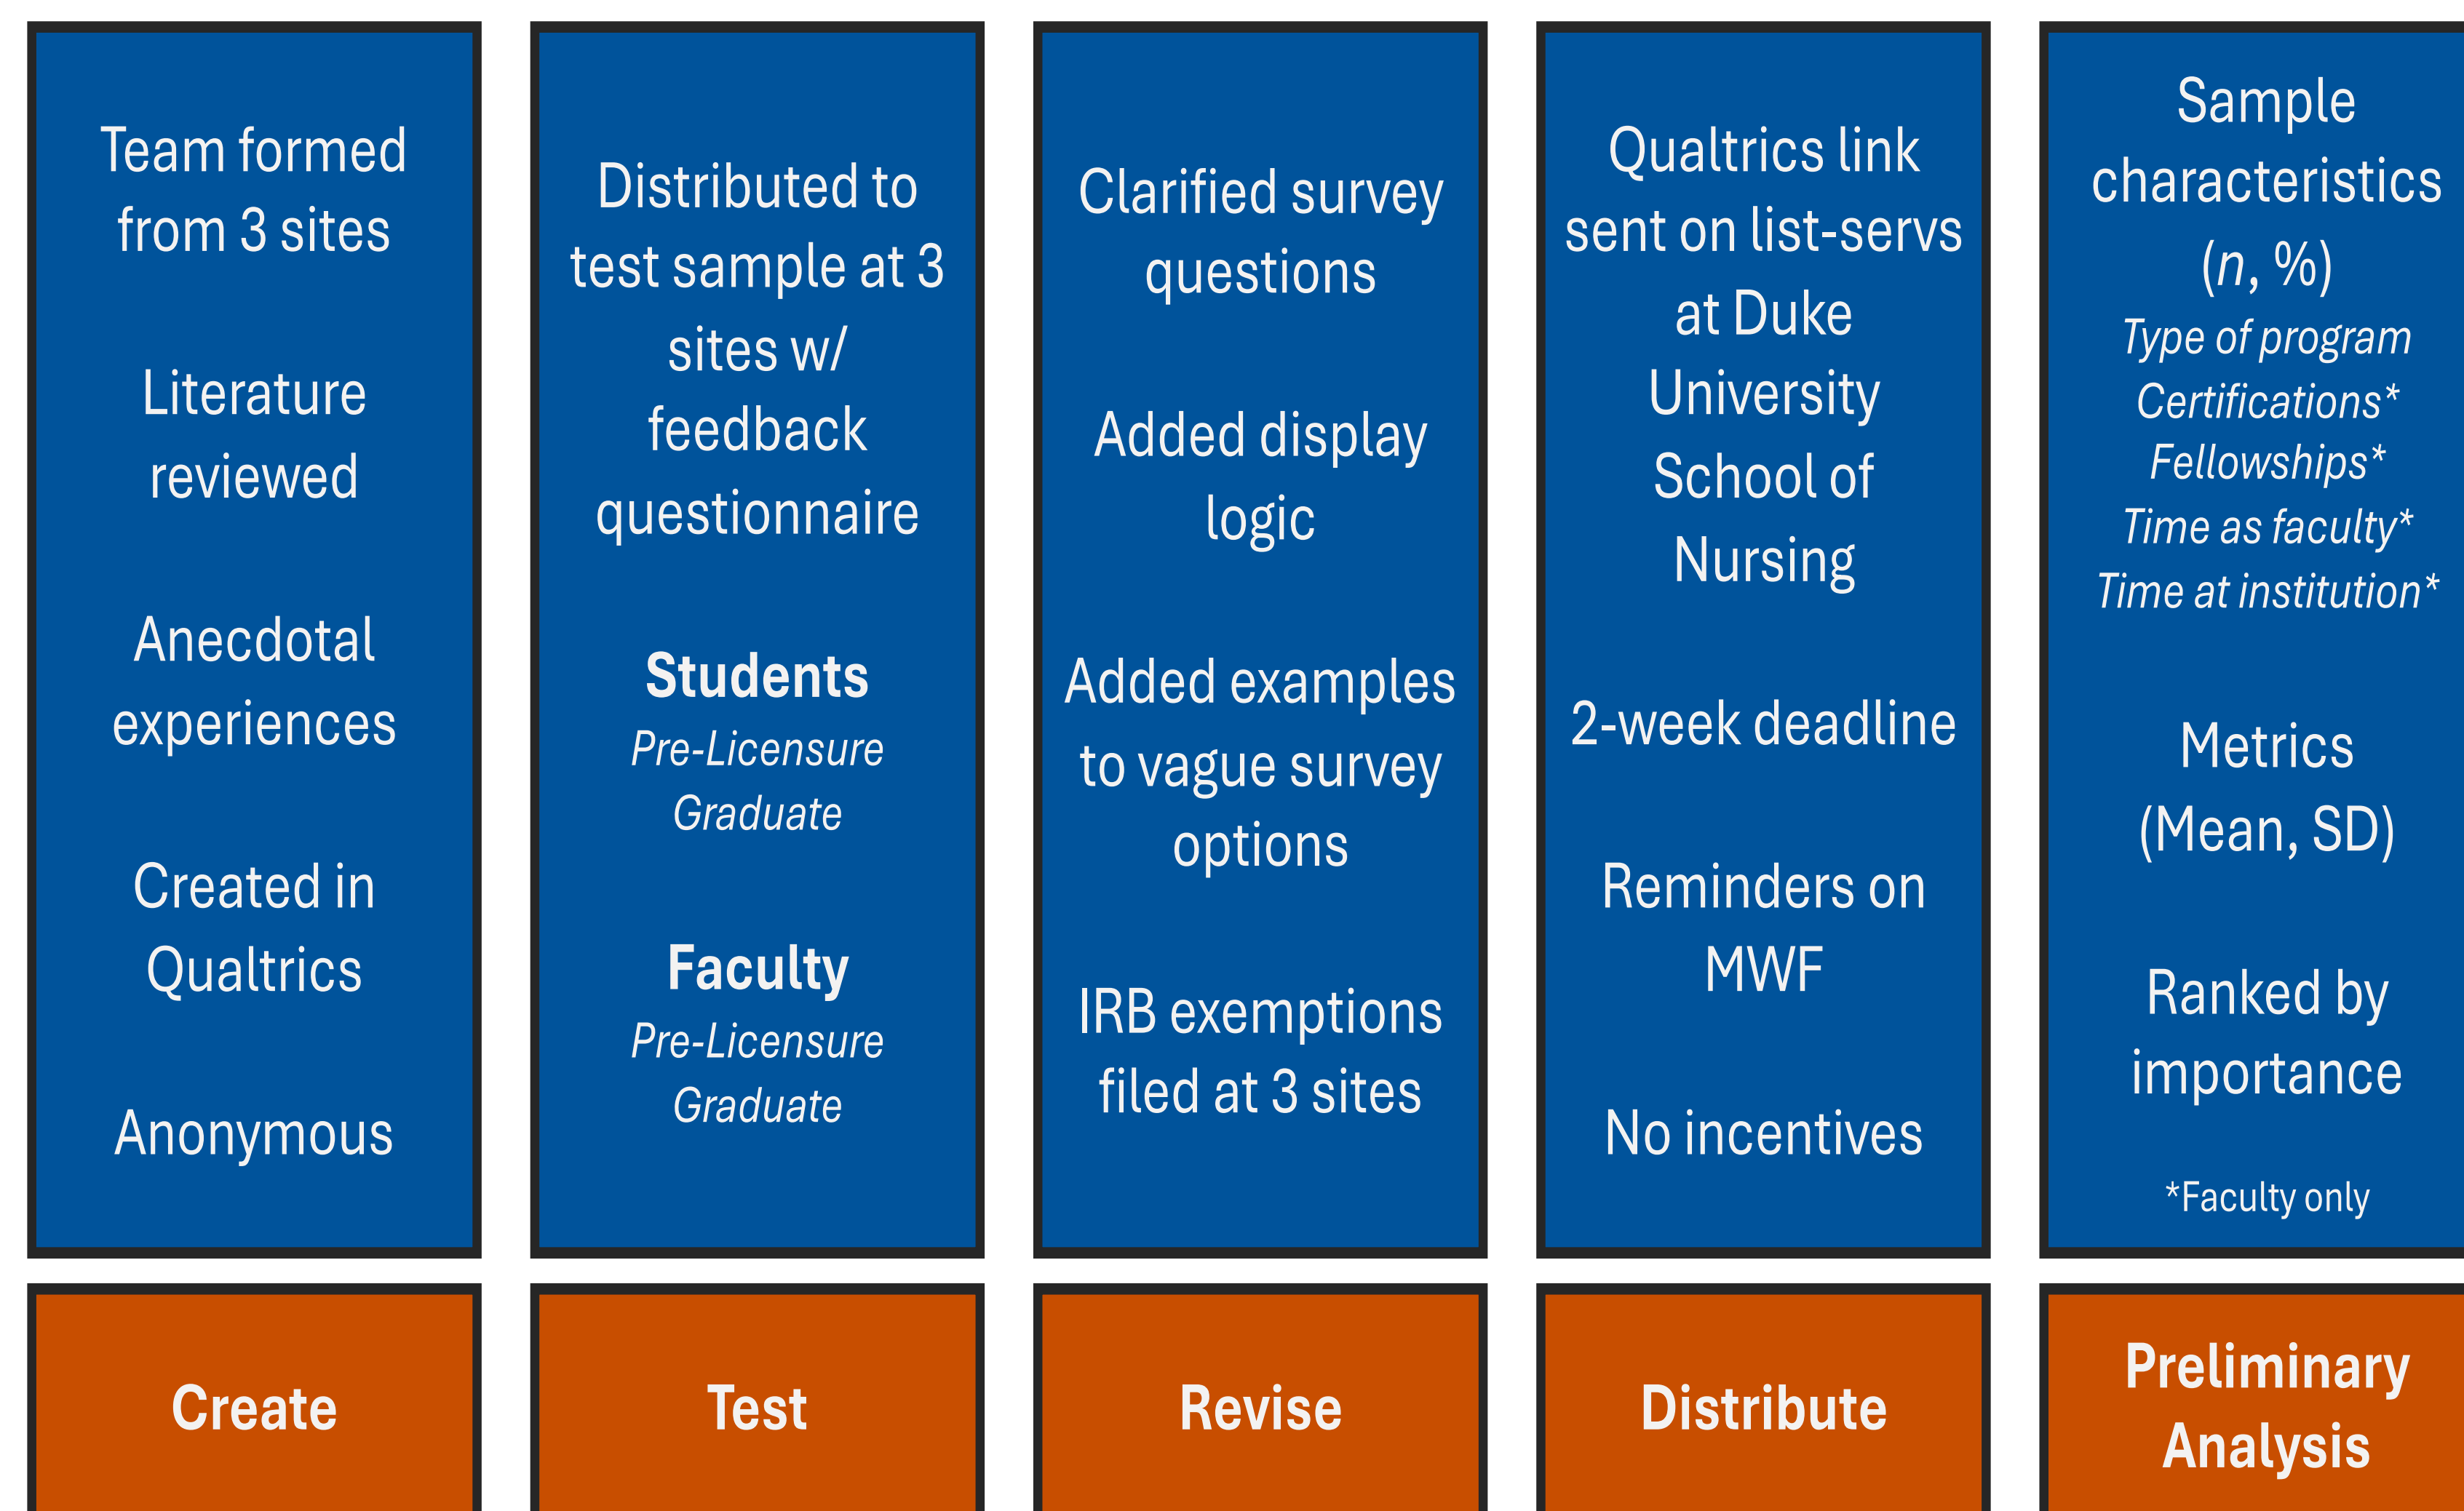 Team formed
from 3 sites
Literature
reviewed
Anecdotal
experiences
Created in
Qualtrics
Anonymous
Create
Distributed to
test sample at 3
sites w/
feedback
questionnaire
Students
Pre-Licensure
Graduate
Faculty
Pre-Licensure
Graduate
Test
Clarified survey
questions
Added display
logic
Added examples
to vague survey
options
IRB exemptions
filed at 3 sites
Revise
Qualtrics link
sent on list-servs
at Duke
University
School of
Nursing
2-week deadline
Reminders on
MWF
No incentives
Distribute
Sample
characteristics
(n, %)
Type of program
Certifications*
Fellowships*
Time as faculty*
Time at institution*
Metrics
(Mean, SD)
Ranked by
importance
*Faculty only
Preliminary
Analysis